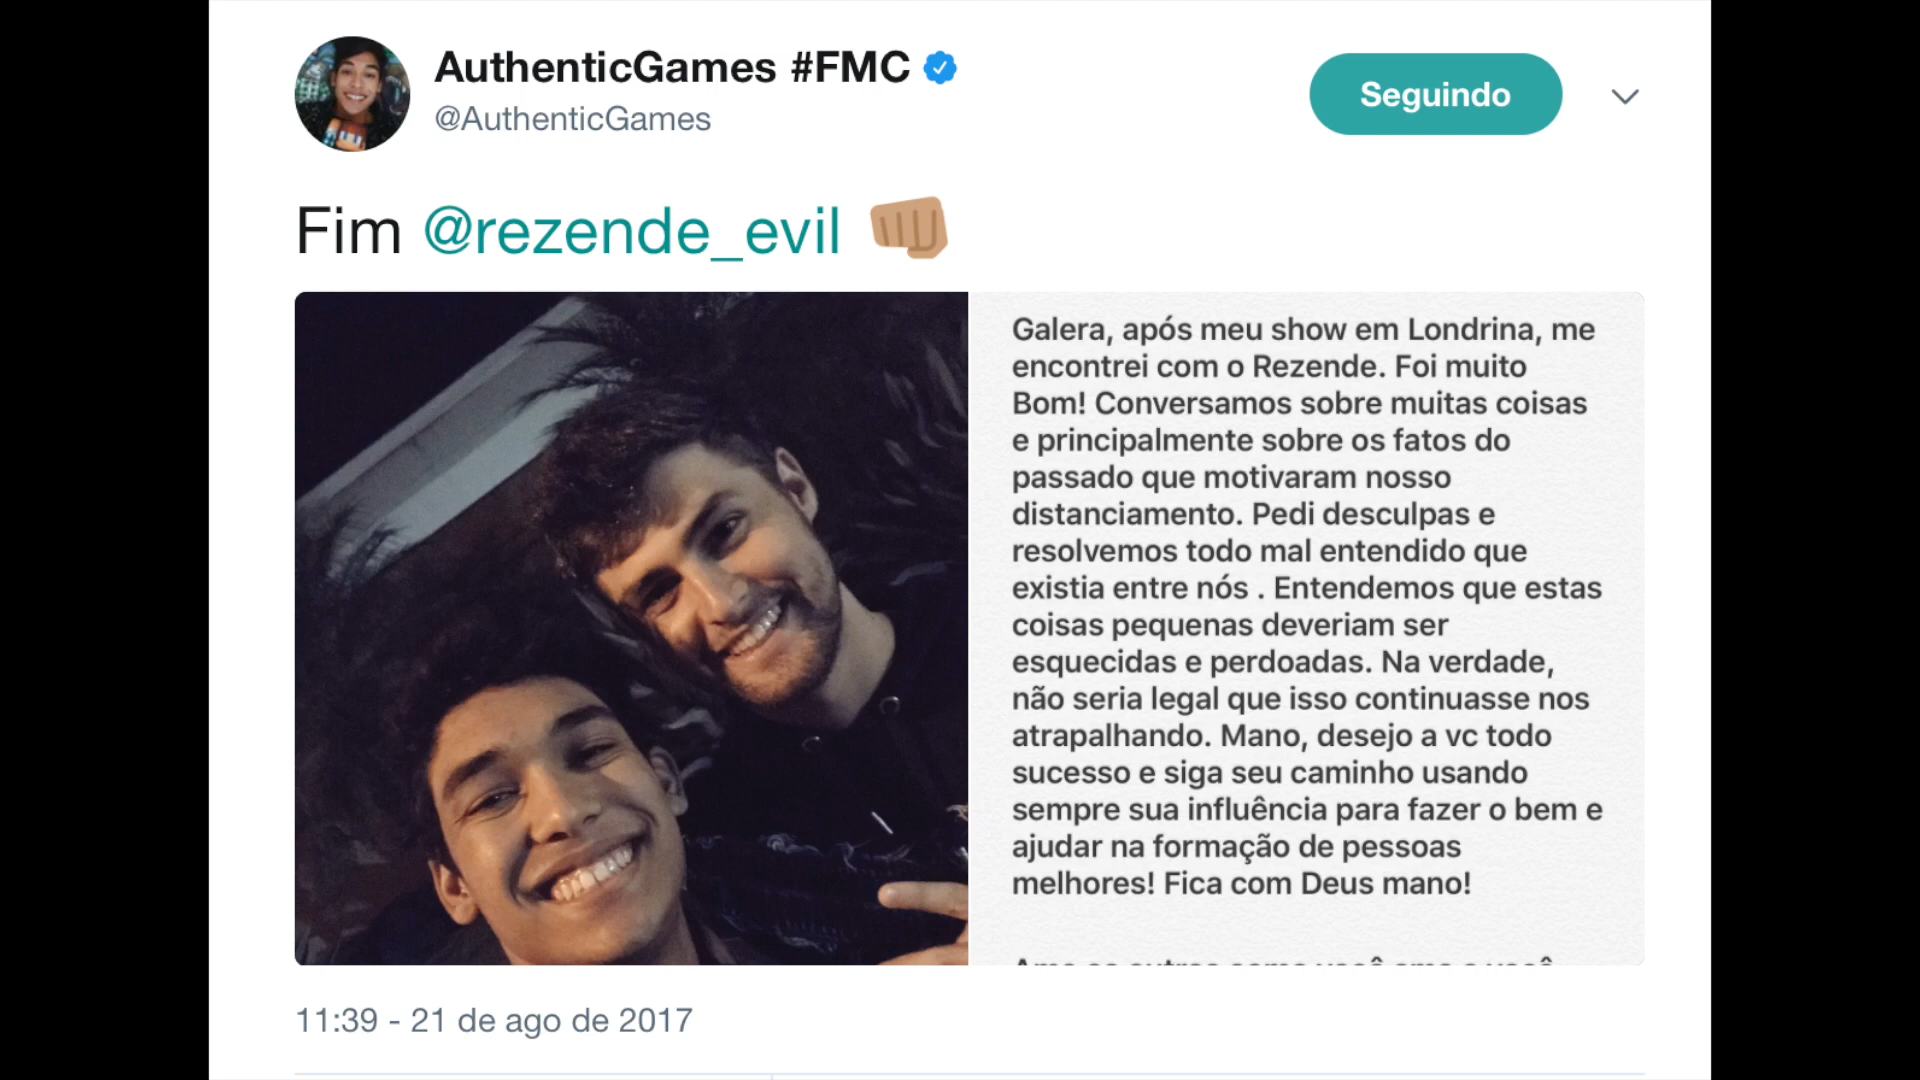 AuthenticGames #FMC
@AuthenticGames
Seguindo
Fim @rezende_evil 👊🏽
Galera, após meu show em Londrina, me
encontrei com o Rezende. Foi muito
Bom! Conversamos sobre muitas coisas
e principalmente sobre os fatos do
passado que motivaram nosso
distanciamento. Pedi desculpas e
resolvemos todo mal entendido que
existia entre nós . Entendemos que estas
coisas pequenas deveriam ser
esquecidas e perdoadas. Na verdade,
não seria legal que isso continuasse nos
atrapalhando. Mano, desejo a vc todo
sucesso e siga seu caminho usando
sempre sua influência para fazer o bem e
ajudar na formação de pessoas
melhores! Fica com Deus mano!
11:39 - 21 de ago de 2017